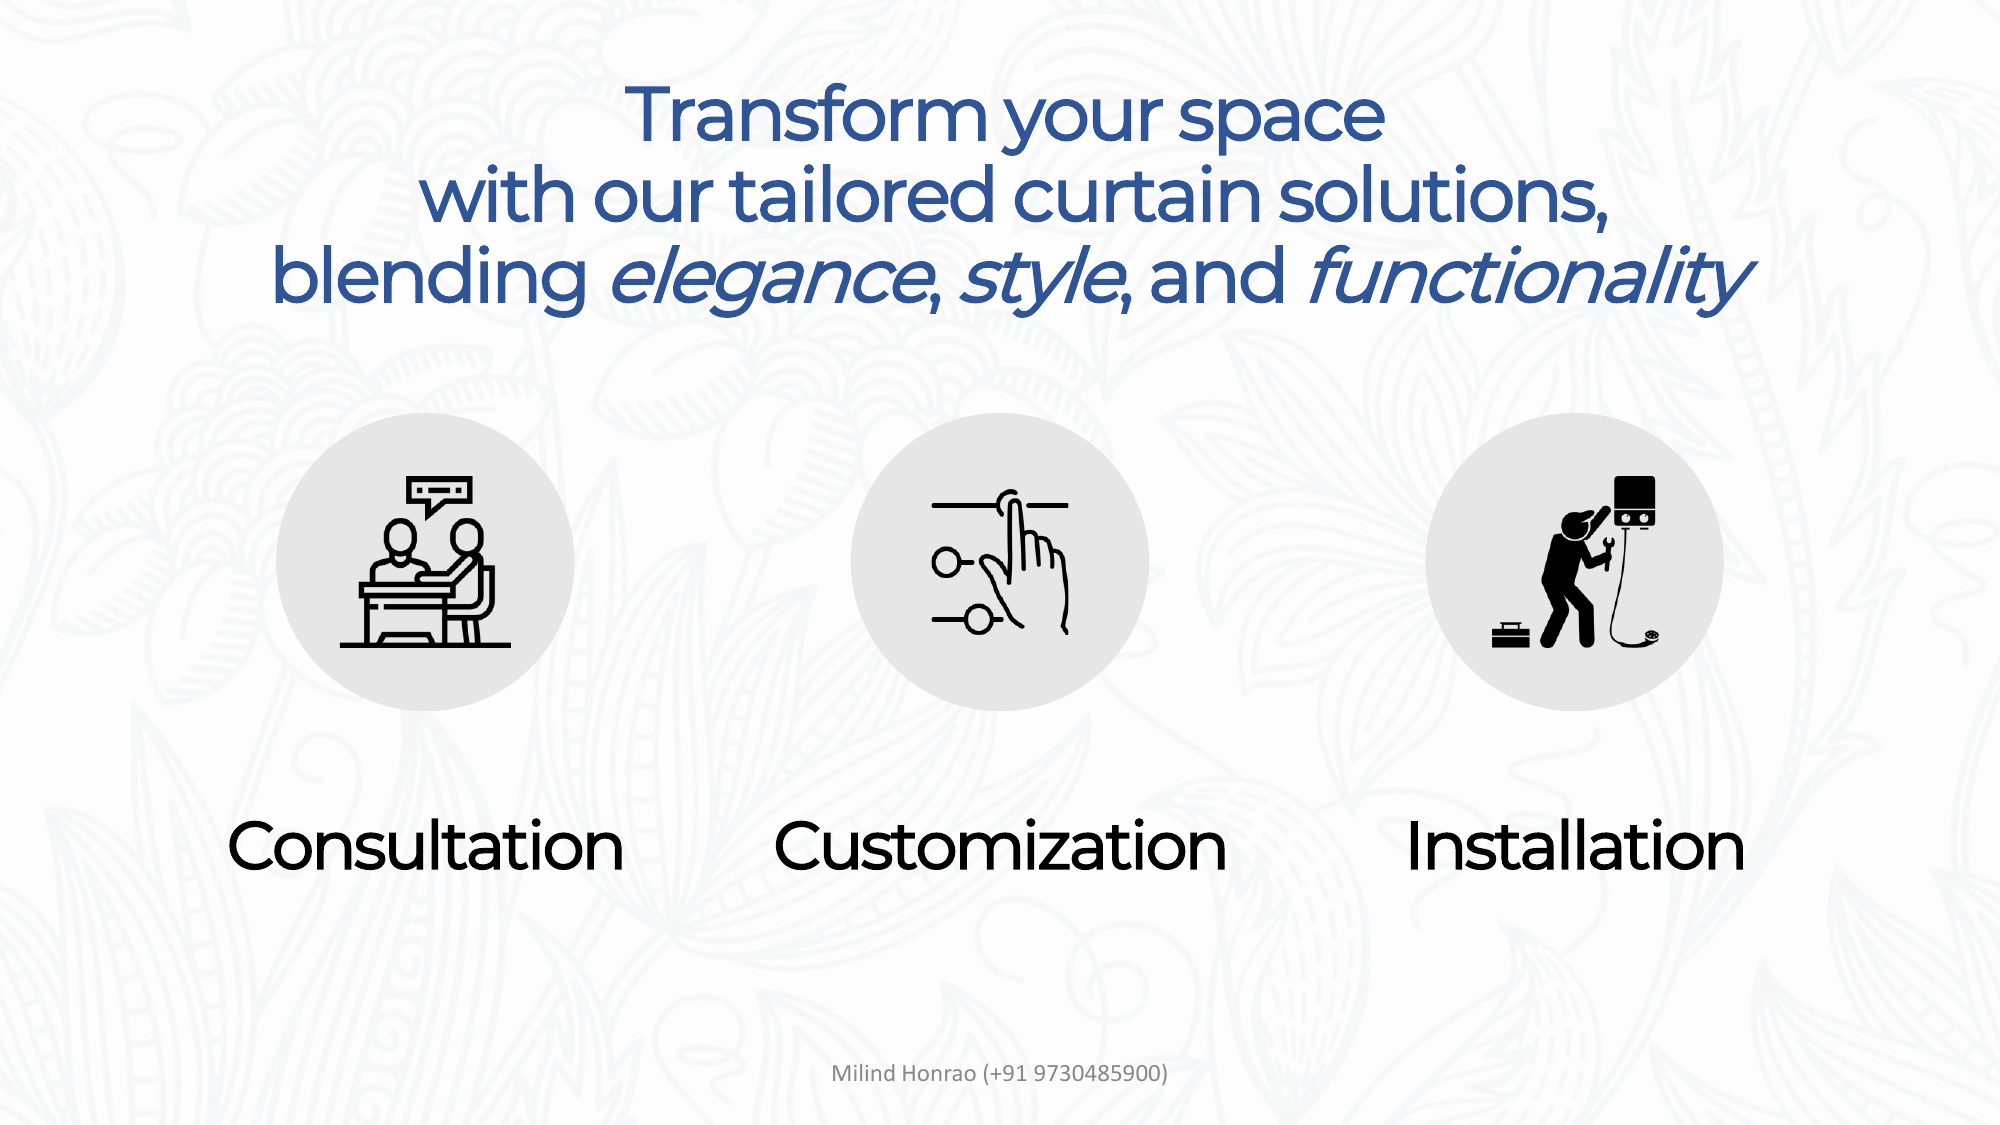 Transform your space
with our tailored curtain solutions,
blending elegance, style, and functionality
Consultation
Customization
Installation
Milind Honrao (+91 9730485900)